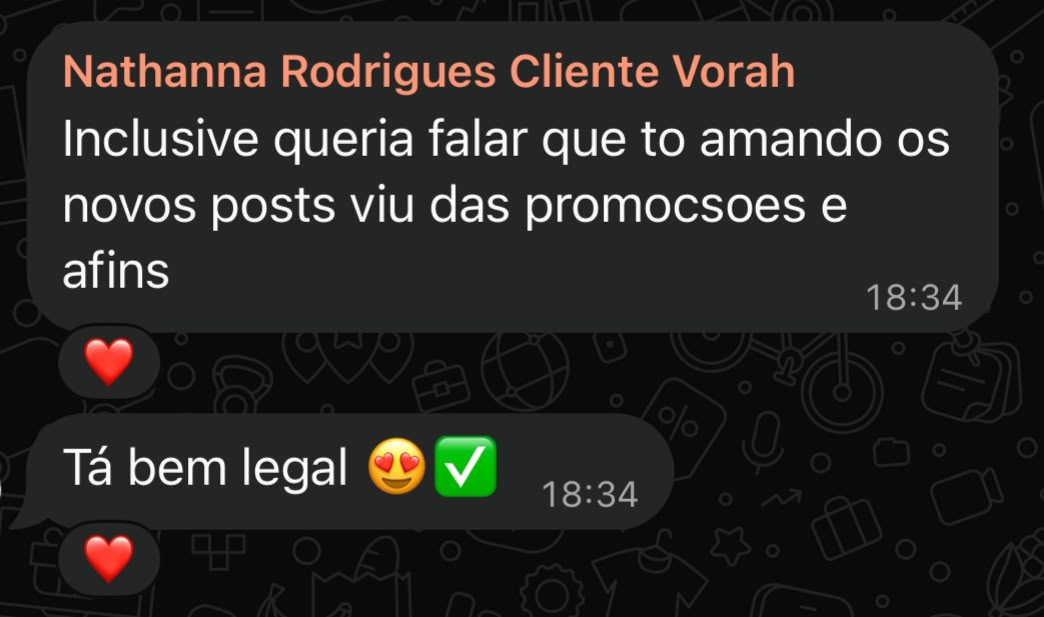 Nathanna Rodrigues Cliente Vorah
Inclusive queria falar que to amando os
novos posts viu das promocsoes e
afins
18:34
❤️
Tá bem legal 😍✅
18:34
❤️